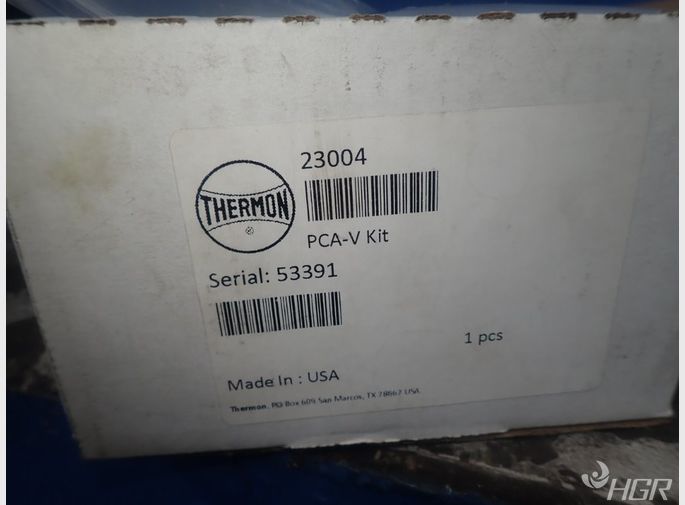 23004
THERMON
®
PCA-V Kit
Serial: 53391
1 pcs
Made In : USA
Thermon, PO Box 609 San Marcos, TX 78667 USA
HGR